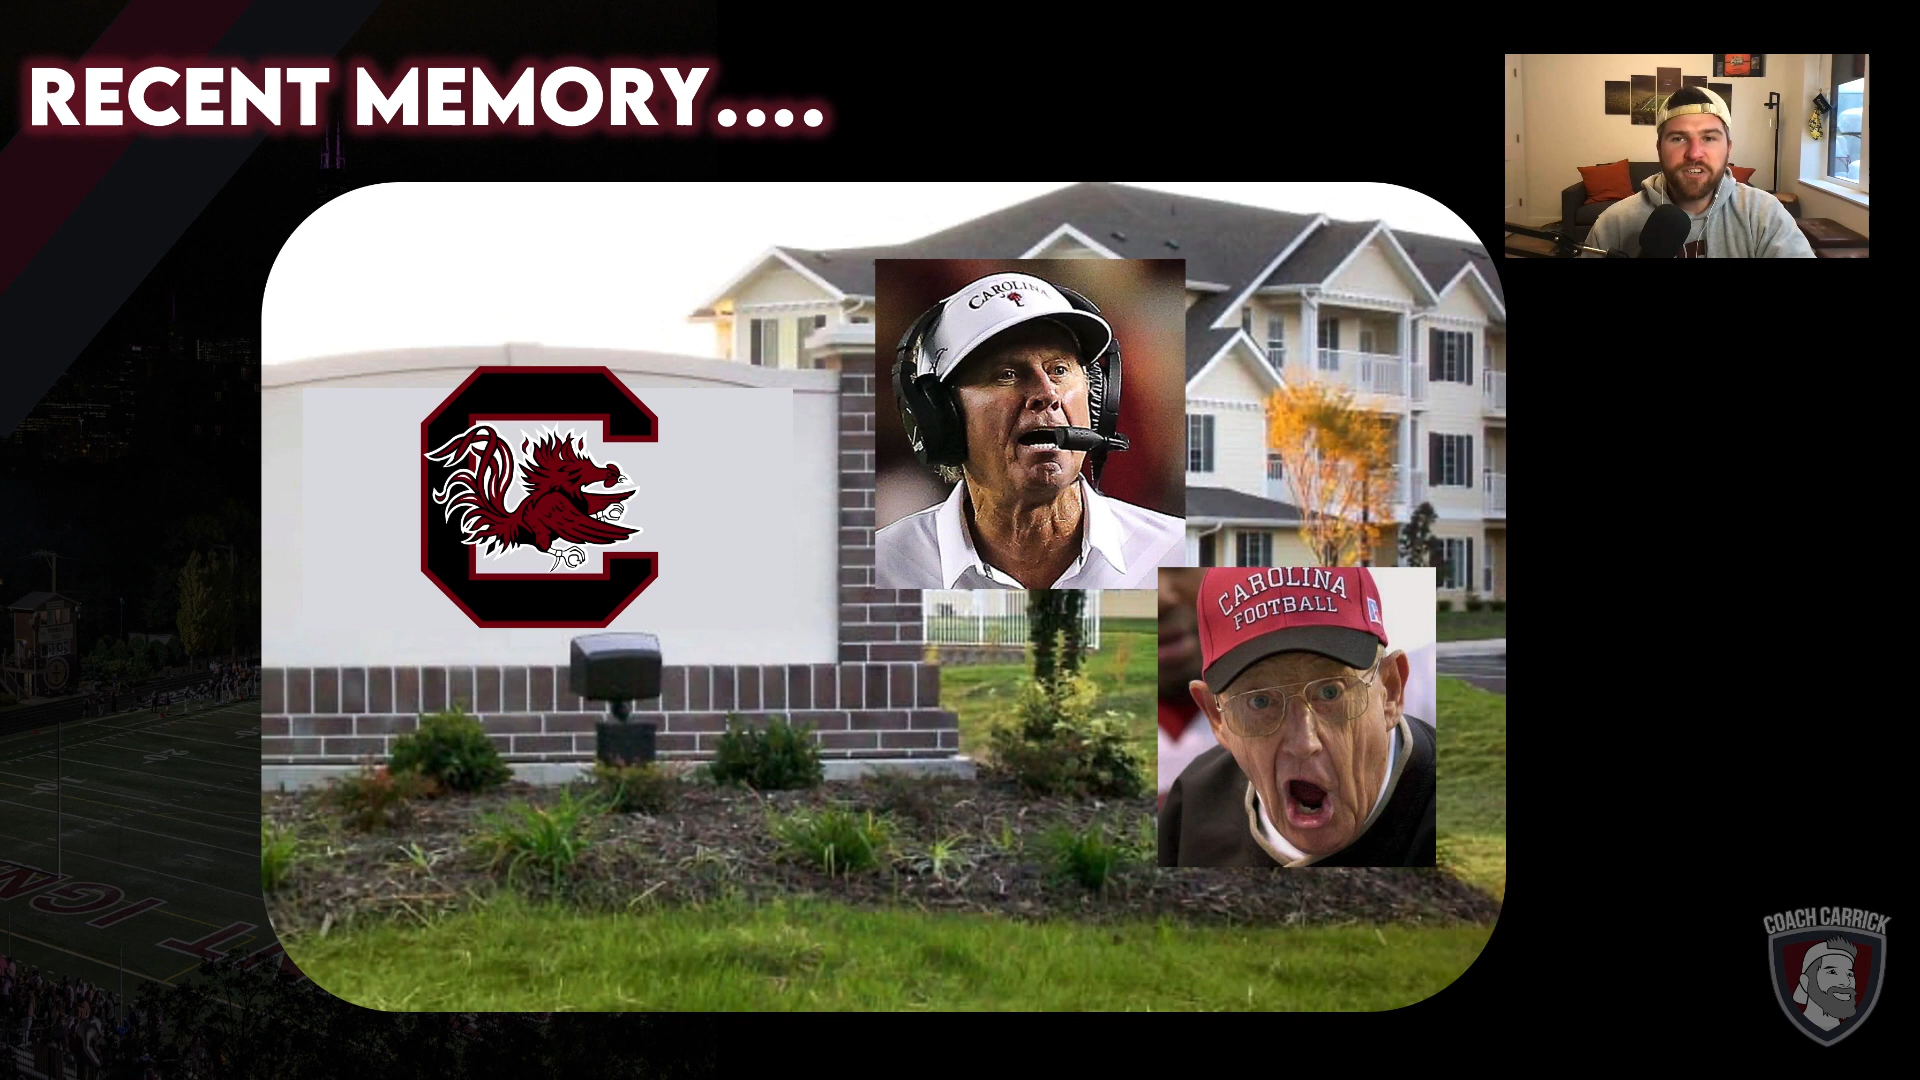 RECENT MEMORY....
CAROLINA
CAROLINA
FOOTBALL
COACH CARRICK